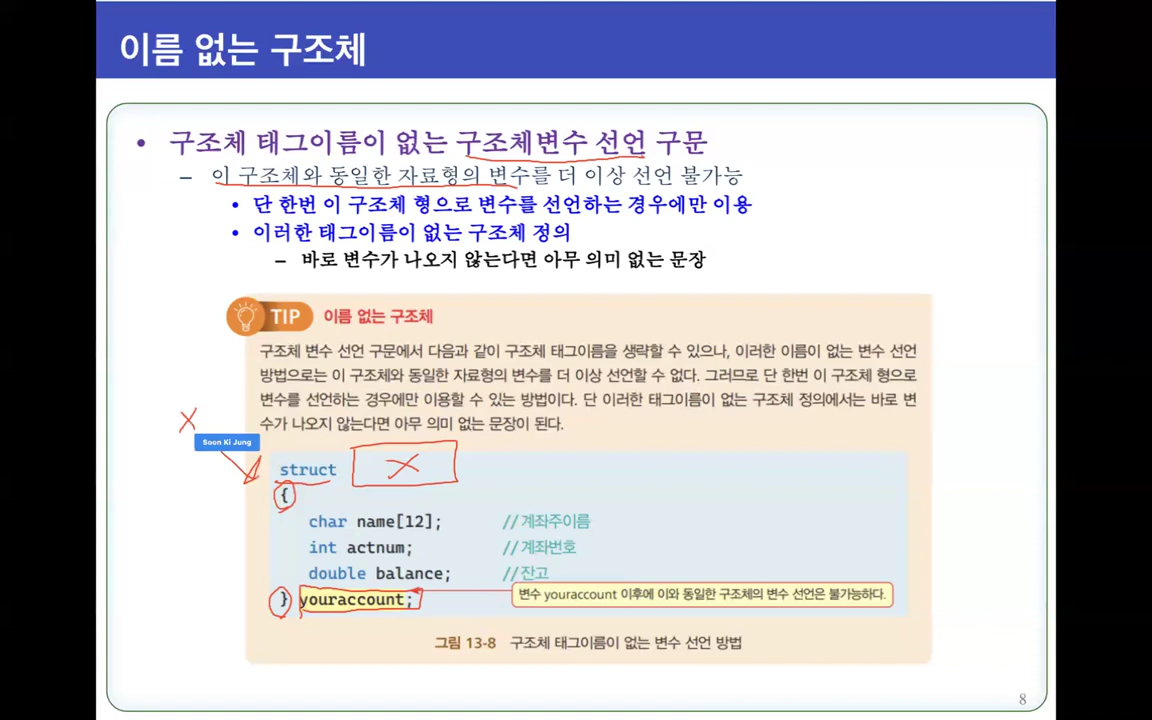 이름 없는 구조체
• 구조체 태그이름이 없는 구조체변수 선언 구문
– 이 구조체와 동일한 자료형의 변수를 더 이상 선언 불가능
• 단 한번 이 구조체 형으로 변수를 선언하는 경우에만 이용
• 이러한 태그이름이 없는 구조체 정의
– 바로 변수가 나오지 않는다면 아무 의미 없는 문장
TIP 이름 없는 구조체
구조체 변수 선언 구문에서 다음과 같이 구조체 태그이름을 생략할 수 있으나, 이러한 이름이 없는 변수 선언
방법으로는 이 구조체와 동일한 자료형의 변수를 더 이상 선언할 수 없다. 그러므로 단 한번 이 구조체 형으로
변수를 선언하는 경우에만 이용할 수 있는 방법이다. 단 이러한 태그이름이 없는 구조체 정의에서는 바로 변
수가 나오지 않는다면 아무 의미 없는 문장이 된다.
X
Soon Ki Jung
struct X
{
char name[12]; //계좌주이름
int actnum; //계좌번호
double balance; //잔고
} youraccount; 변수 youraccount 이후에 이와 동일한 구조체의 변수 선언은 불가능하다.
그림 13-8 구조체 태그이름이 없는 변수 선언 방법
8